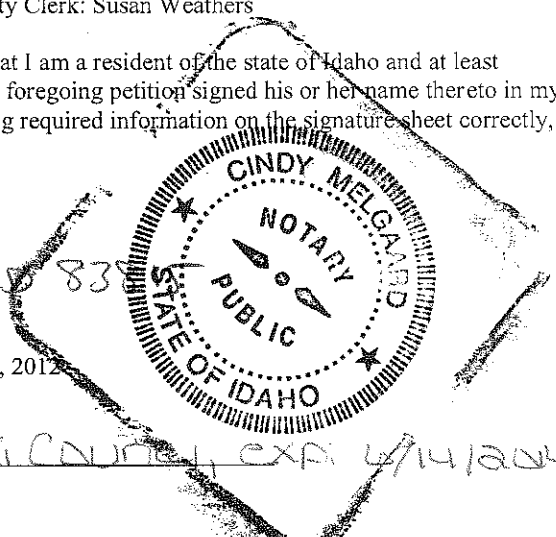 ty Clerk: Susan Weathers
at I am a resident of the state of Idaho and at least
foregoing petition signed his or her name thereto in my
g required information on the signature sheet correctly,
CINDY MELGAARD
NOTARY
PUBLIC
STATE OF IDAHO
, 2012
County, exp.